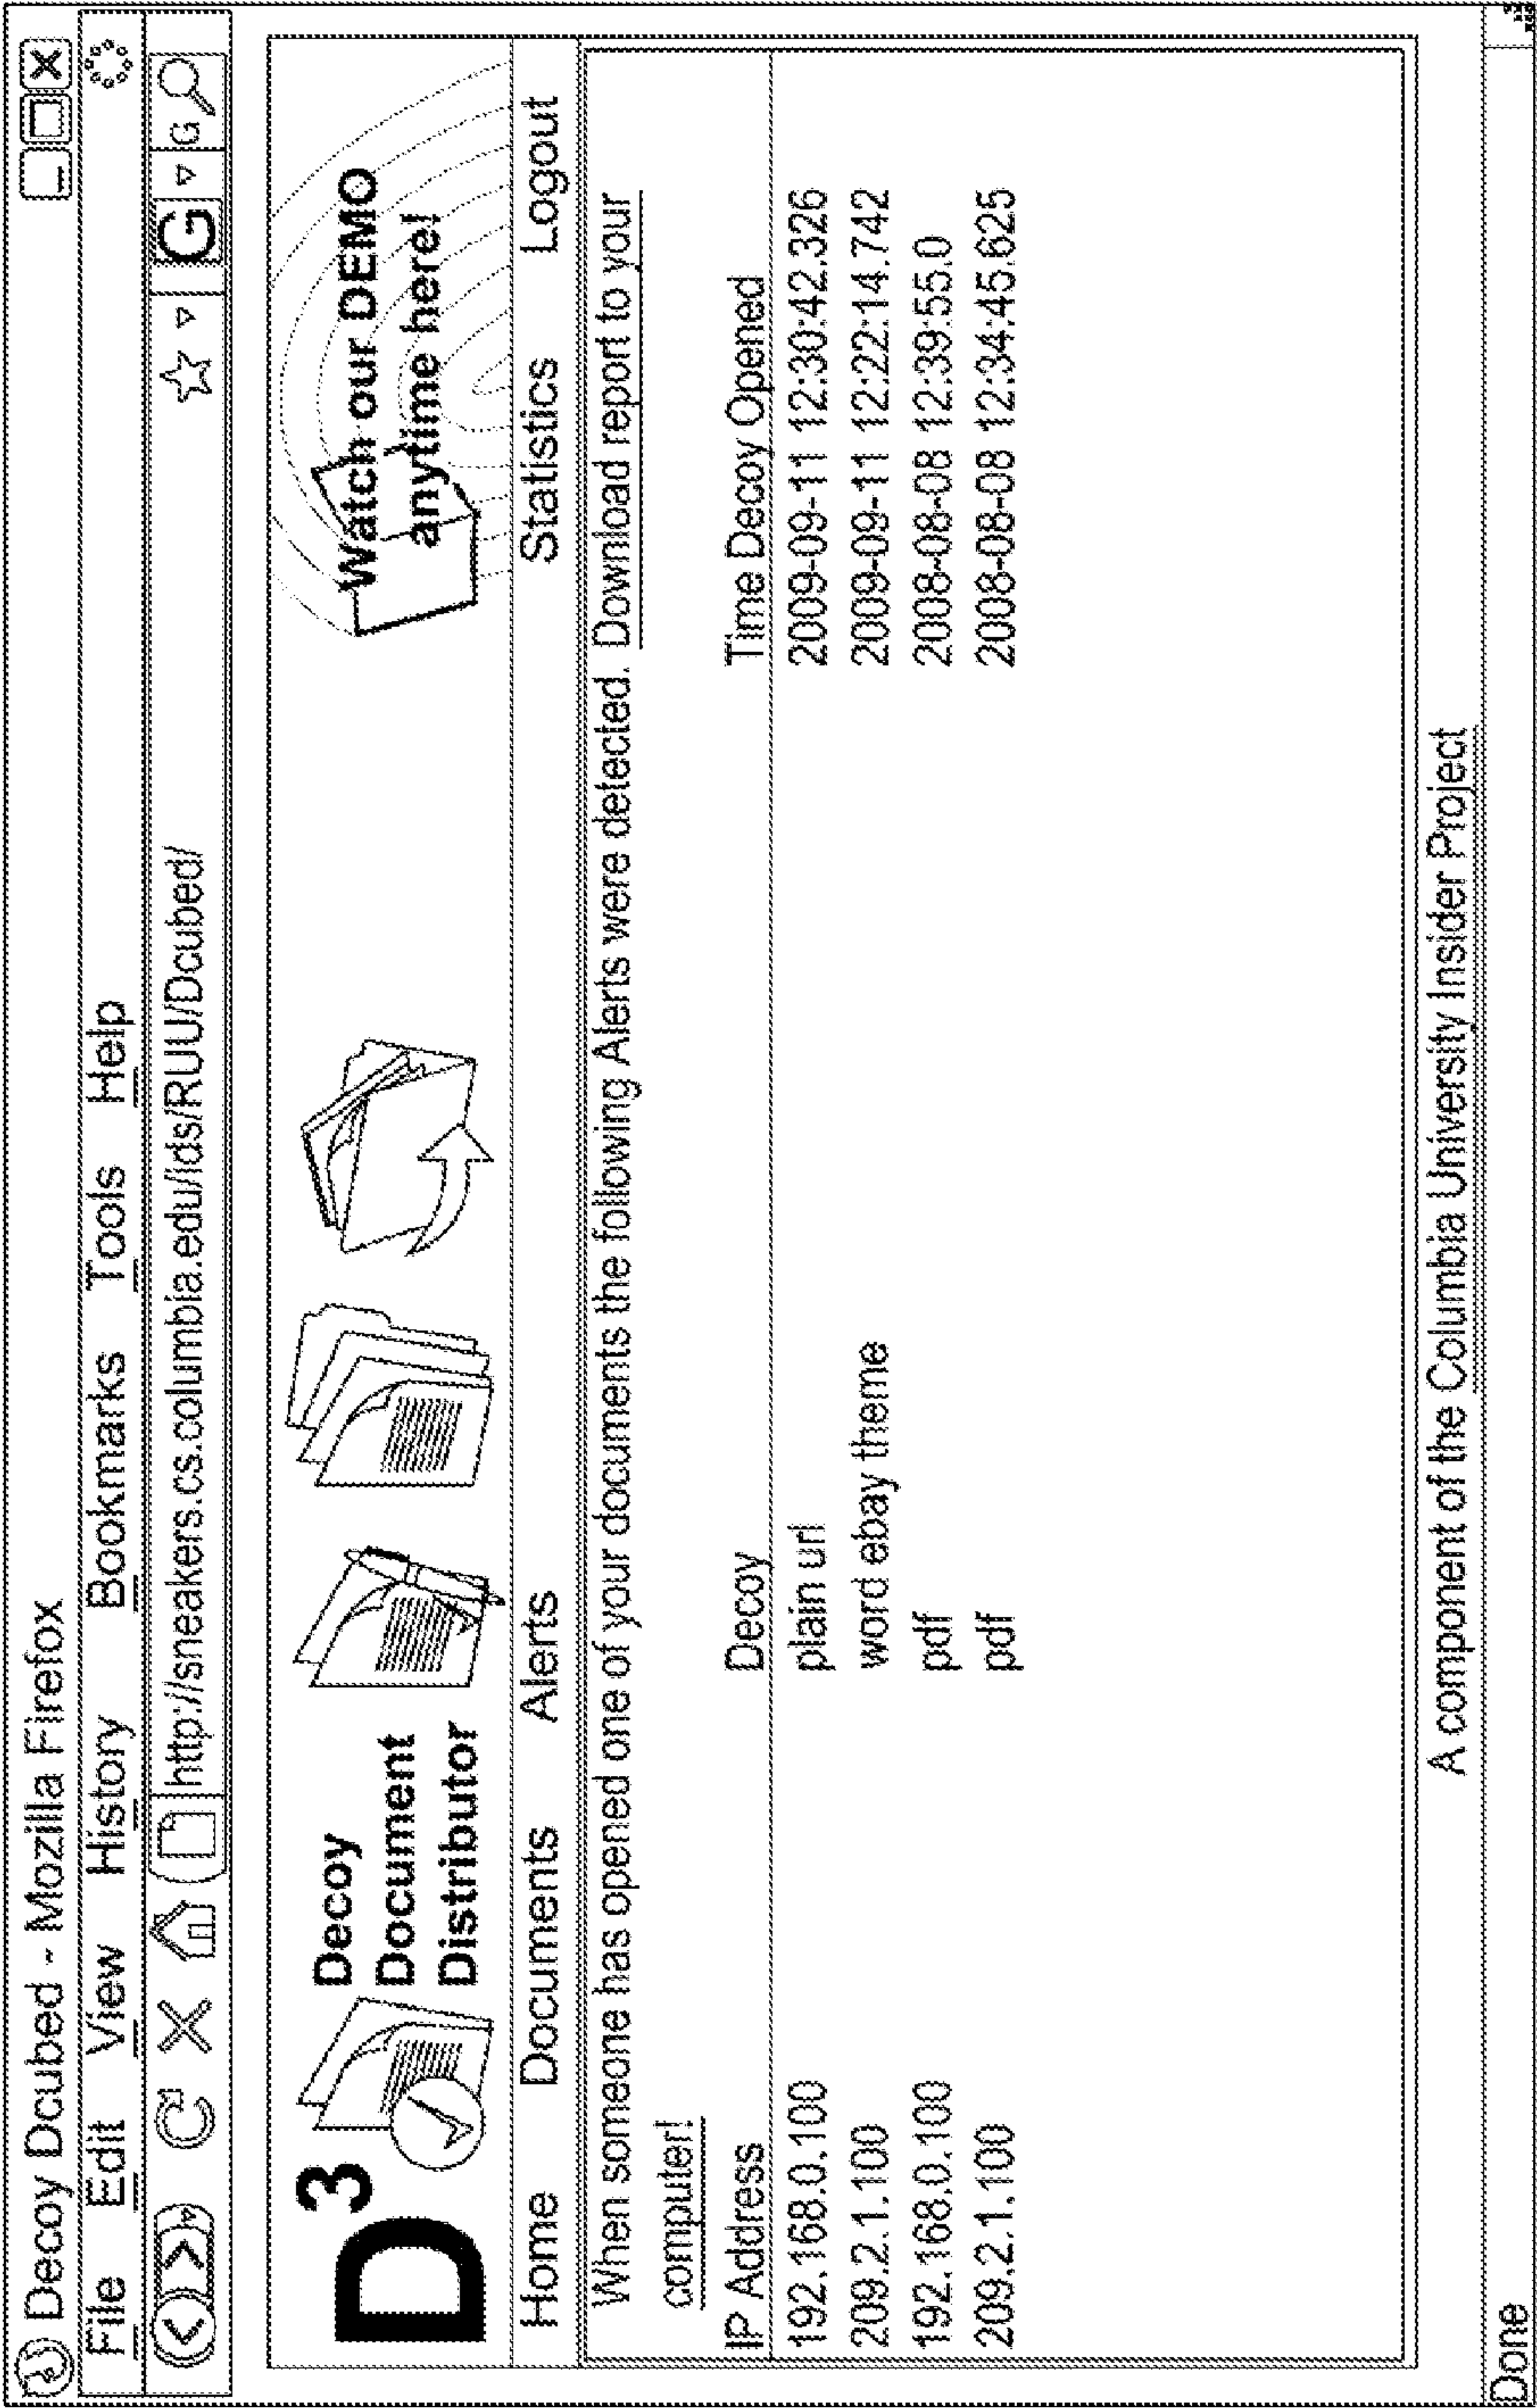 Decoy Dcubed - Mozilla Firefox
File Edit View History Bookmarks Tools Help
http://sneakers.cs.columbia.edu/ids/RUU/Dcubed/ G G
D3 Decoy Document Distributor
Watch our DEMO
anytime here!
Home Documents Alerts Statistics Logout
When someone has opened one of your documents the following Alerts were detected. Download report to your
computer!
IP Address Decoy Time Decoy Opened
192.168.0.100 plain url 2009-09-11 12:30:42.326
209.2.1.100 word ebay theme 2009-09-11 12:22:14.742
192.168.0.100 pdf 2008-08-08 12:39:55.0
209.2.1.100 pdf 2008-08-08 12:34:45.625
A component of the Columbia University Insider Project
Done